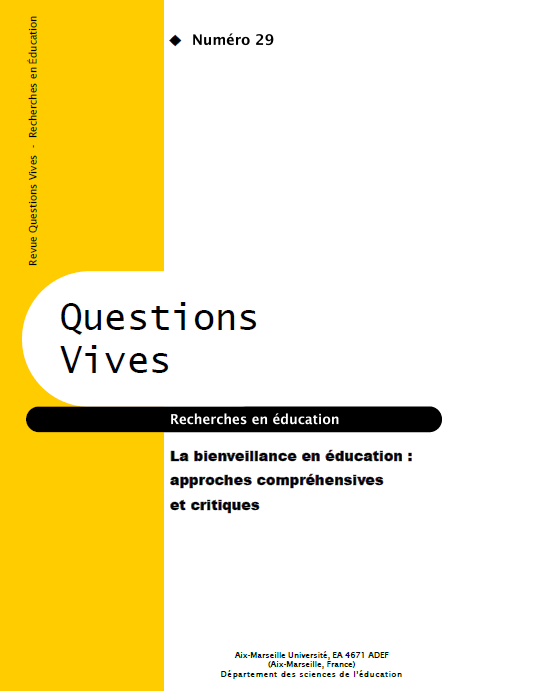 Numéro 29
Revue Questions Vives - Recherches en Éducation
Questions
Vives
Recherches en éducation
La bienveillance en éducation :
approches compréhensives
et critiques
Aix-Marseille Université, EA 4671 ADEF
(Aix-Marseille, France)
Département des sciences de l'éducation